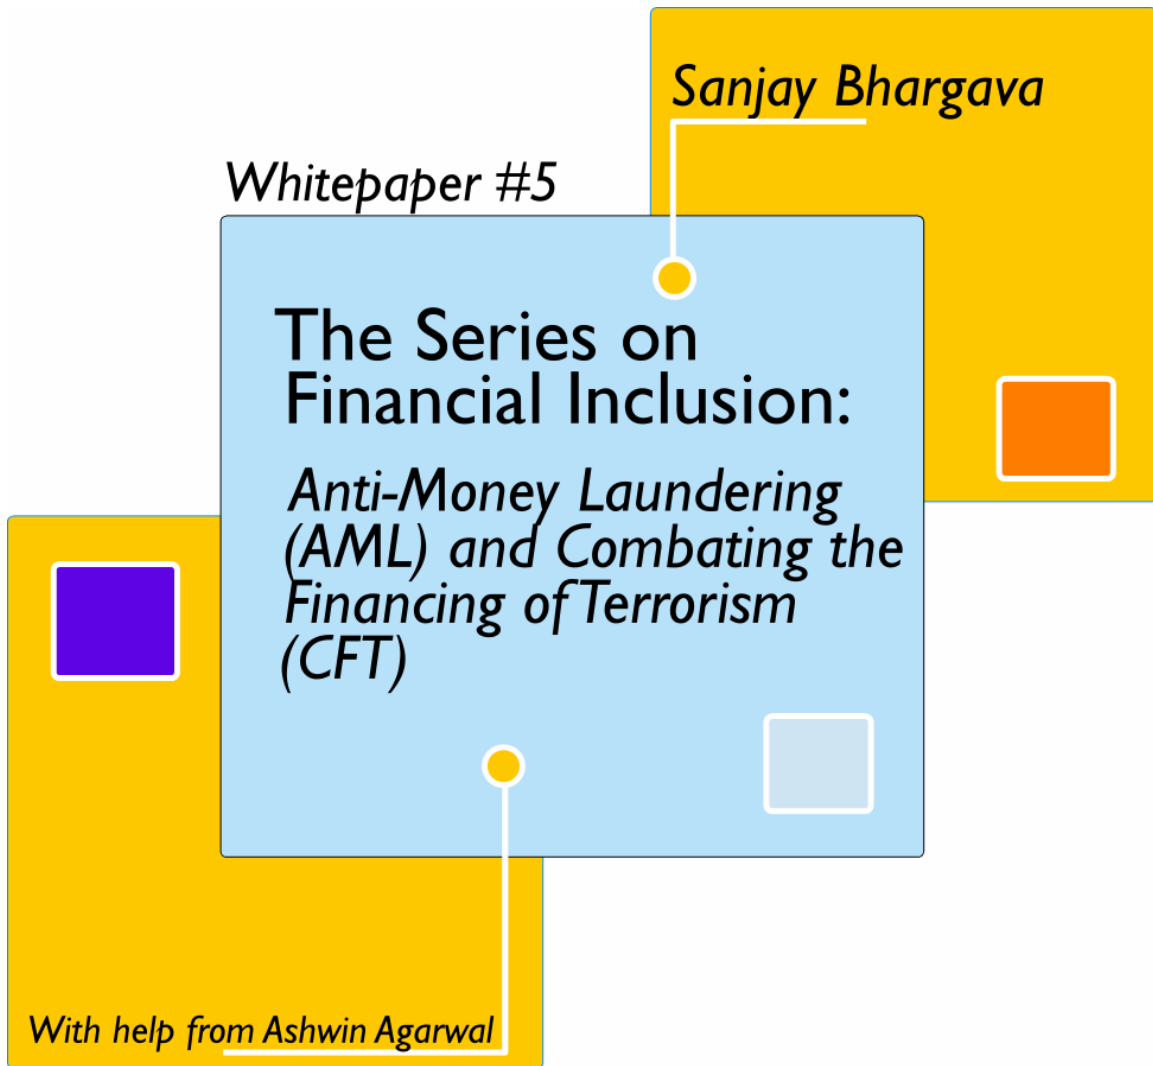 Sanjay Bhargava
Whitepaper #5
The Series on
Financial Inclusion:
Anti-Money Laundering
(AML) and Combating the
Financing of Terrorism
(CFT)
With help from Ashwin Agarwal